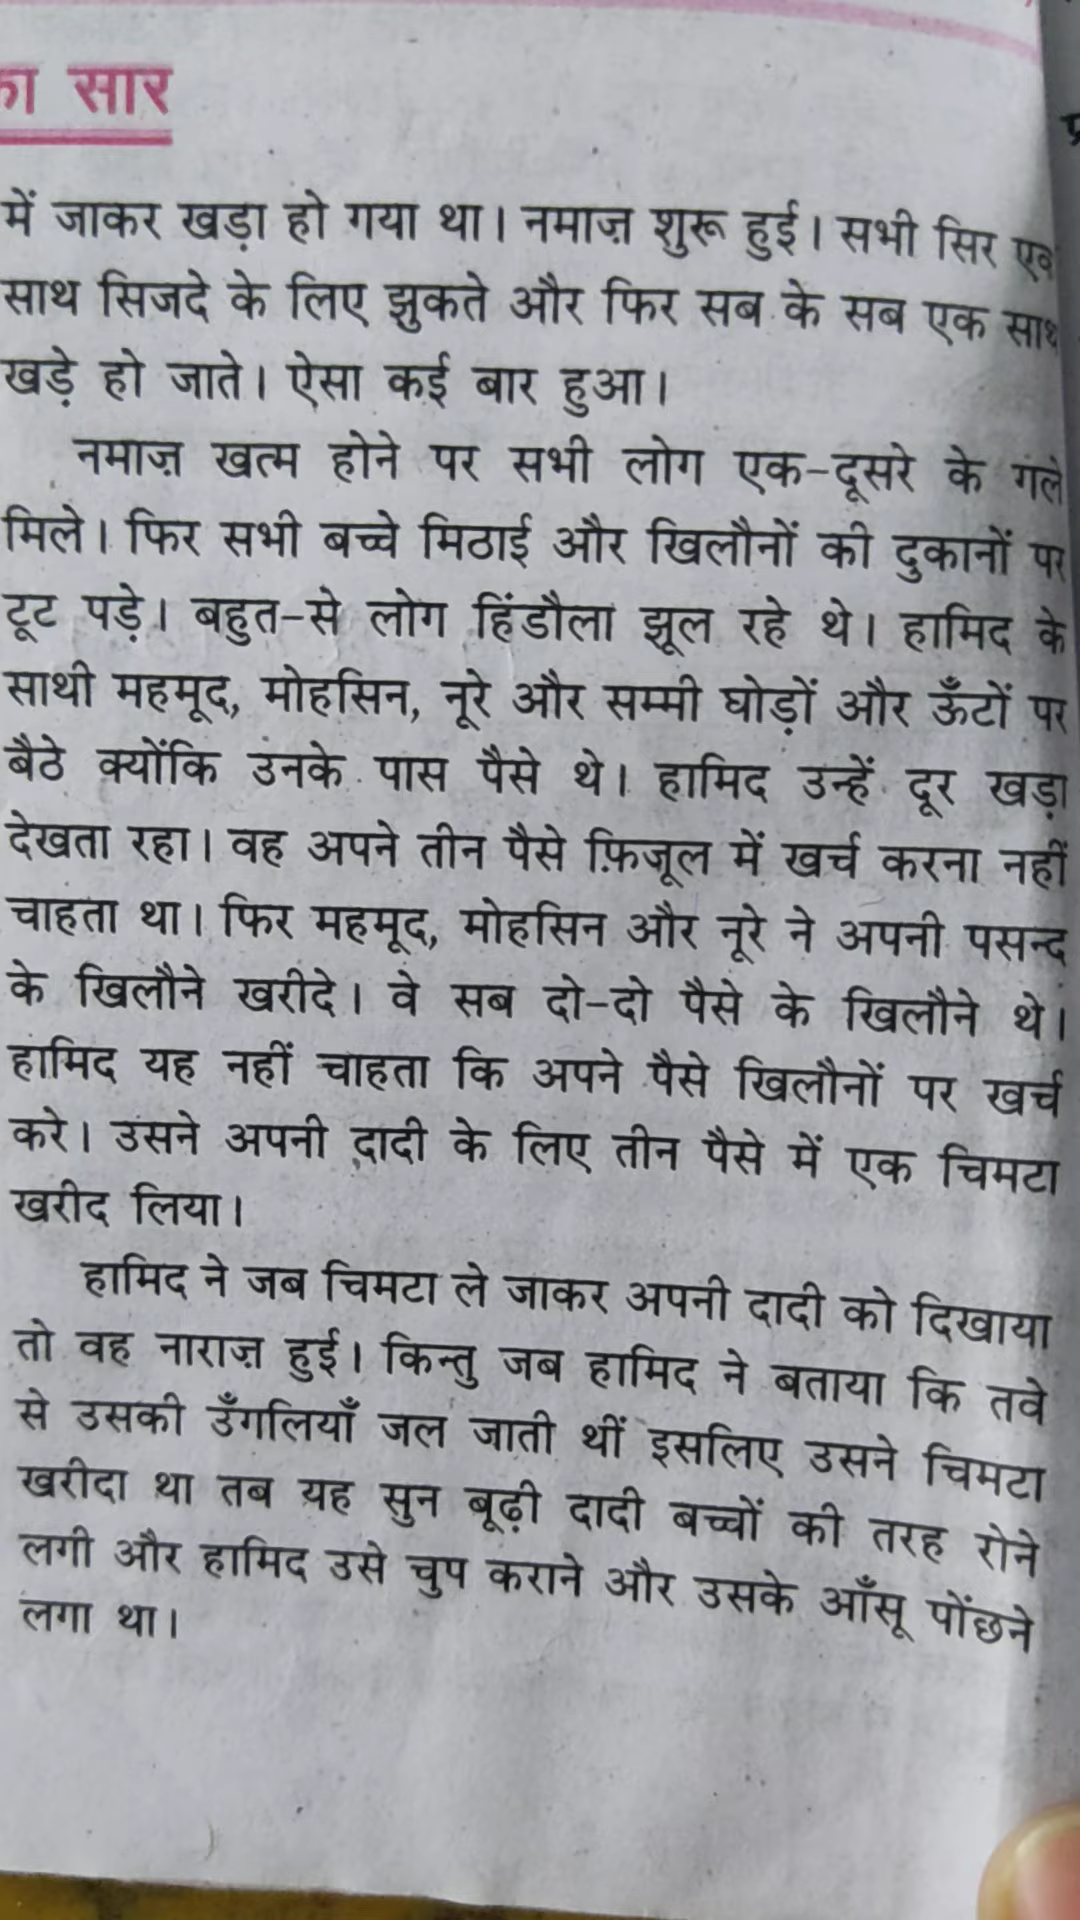 का सार
में जाकर खड़ा हो गया था। नमाज़ शुरू हुई। सभी सिर
साथ सिजदे के लिए झुकते और फिर सब के सब एक साथ
खड़े हो जाते। ऐसा कई बार हुआ।
नमाज़ खत्म होने पर सभी लोग एक-दूसरे के गले
मिले। फिर सभी बच्चे मिठाई और खिलौनों की दुकानों पर
टूट पड़े। बहुत-से लोग हिंडौला झूल रहे थे। हामिद के
साथी महमूद, मोहसिन, नूरे और सम्मी घोड़ों और ऊँटों पर
बैठे क्योंकि उनके पास पैसे थे। हामिद उन्हें दूर खड़ा
देखता रहा। वह अपने तीन पैसे फ़िजूल में खर्च करना नहीं
चाहता था। फिर महमूद, मोहसिन और नूरे ने अपनी पसन्द
के खिलौने खरीदे। वे सब दो-दो पैसे के खिलौने थे।
हामिद यह नहीं चाहता कि अपने पैसे खिलौनों पर खर्च
करे। उसने अपनी दादी के लिए तीन पैसे में एक चिमटा
खरीद लिया।
हामिद ने जब चिमटा ले जाकर अपनी दादी को दिखाया
तो वह नाराज़ हुई। किन्तु जब हामिद ने बताया कि तवे
से उसकी उँगलियाँ जल जाती थीं इसलिए उसने चिमटा
खरीदा था तब यह सुन बूढ़ी दादी बच्चों की तरह रोने
लगी और हामिद उसे चुप कराने और उसके आँसू पोंछने
लगा था।